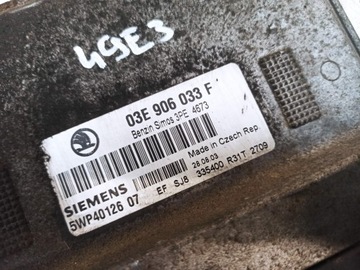 49E3
03E 906 033 F
Benzin Simos 3PE 4673
Made in Czech Rep
SIEMENS 28.08.03
5WP40126 07 EF SJ8 335400 R31T 2709